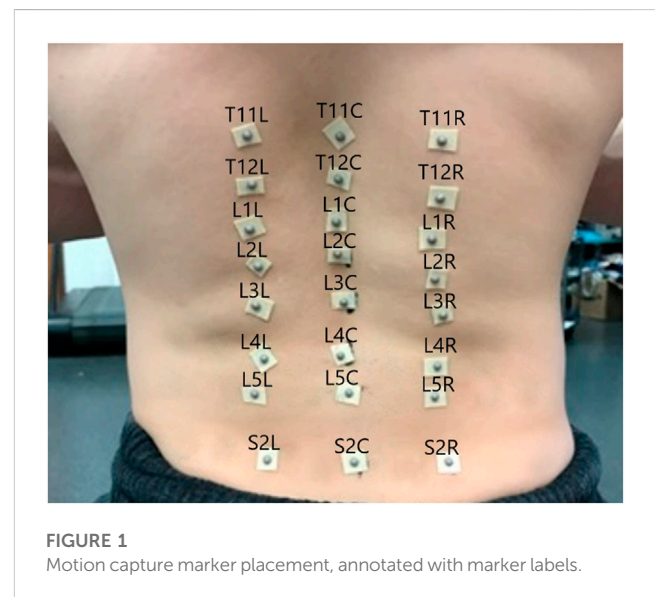 T11L T11C T11R
T12L T12C T12R
L1L L1C L1R
L2L L2C L2R
L3L L3C L3R
L4L L4C L4R
L5L L5C L5R
S2L S2C S2R
FIGURE 1
Motion capture marker placement, annotated with marker labels.